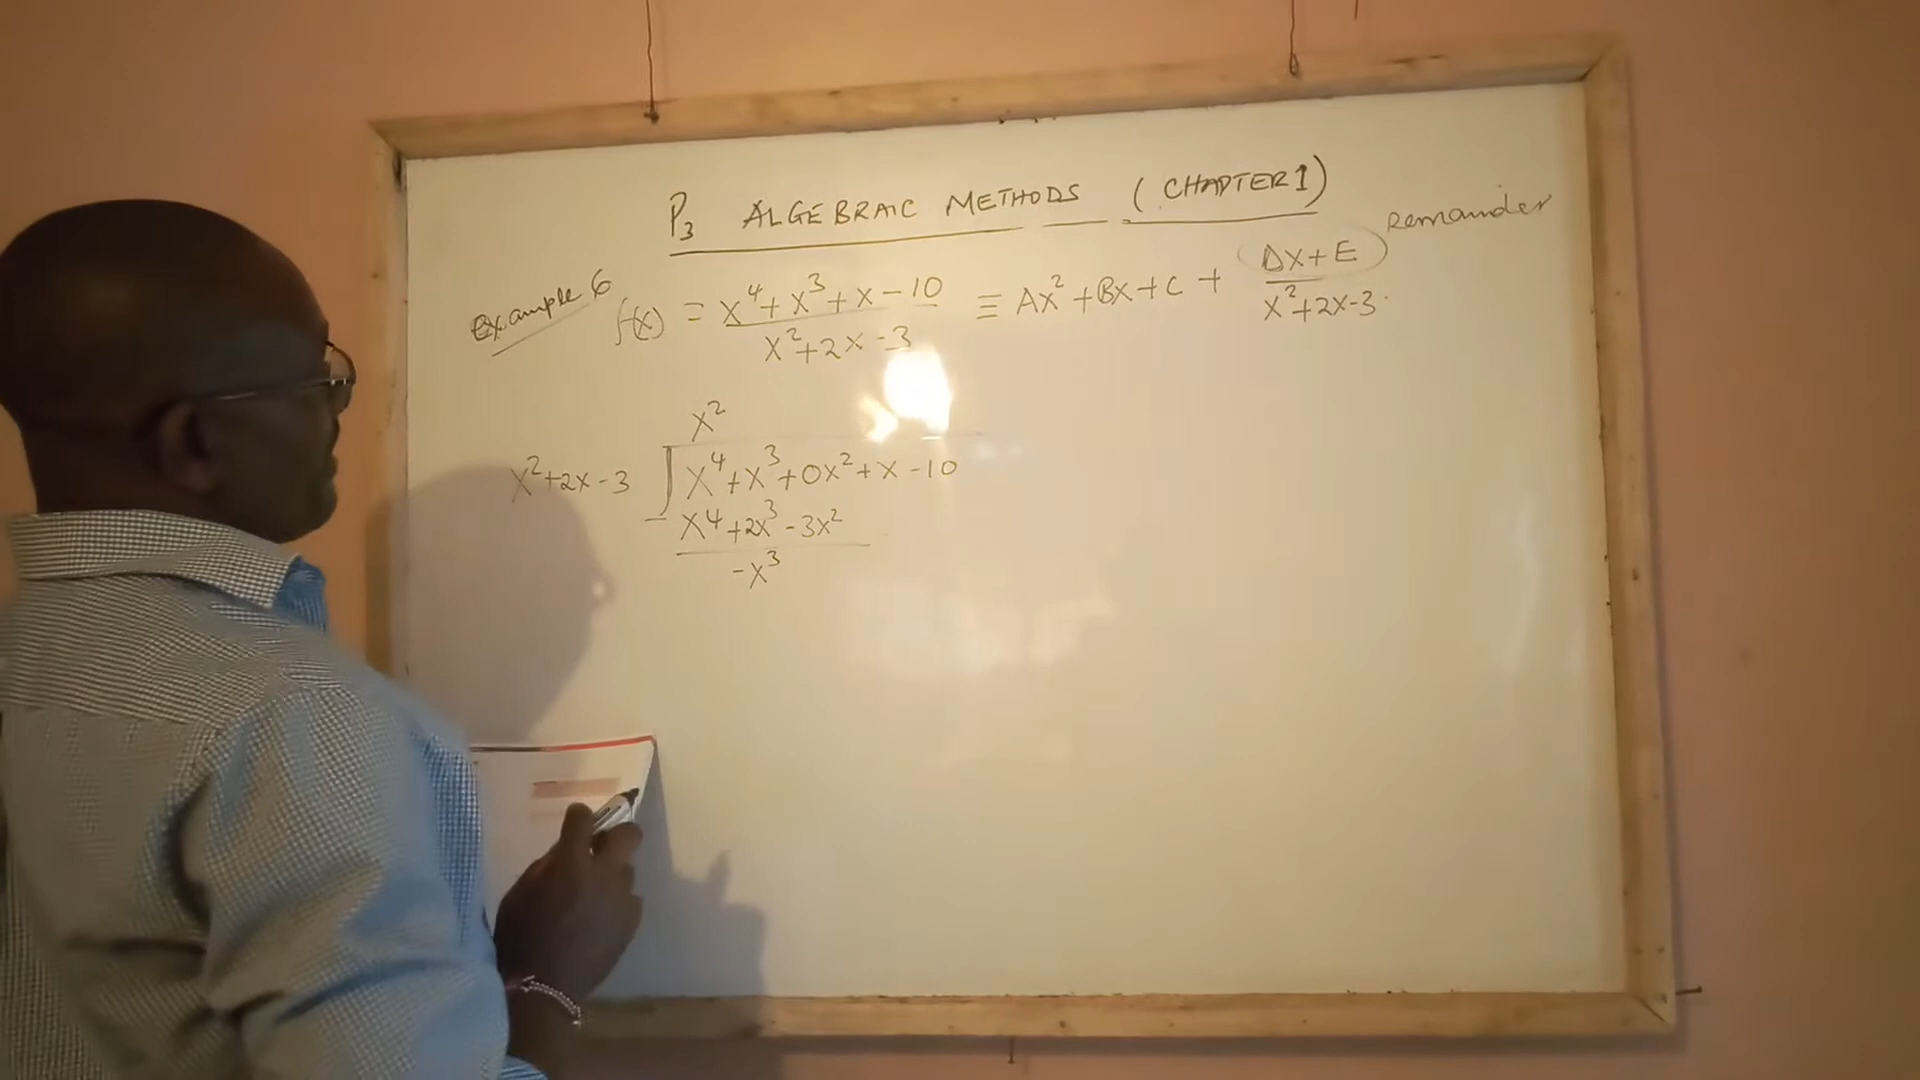 P₃ ALGEBRAIC METHODS (CHAPTER 1)
Remainder
Example 6 f(x) = x⁴ + x³ + x − 10 / x² + 2x − 3 ≡ Ax² + Bx + C + Dx + E / x² + 2x − 3
x²
x² + 2x − 3 ) x⁴ + x³ + 0x² + x − 10
− x⁴ + 2x³ − 3x²
−x³